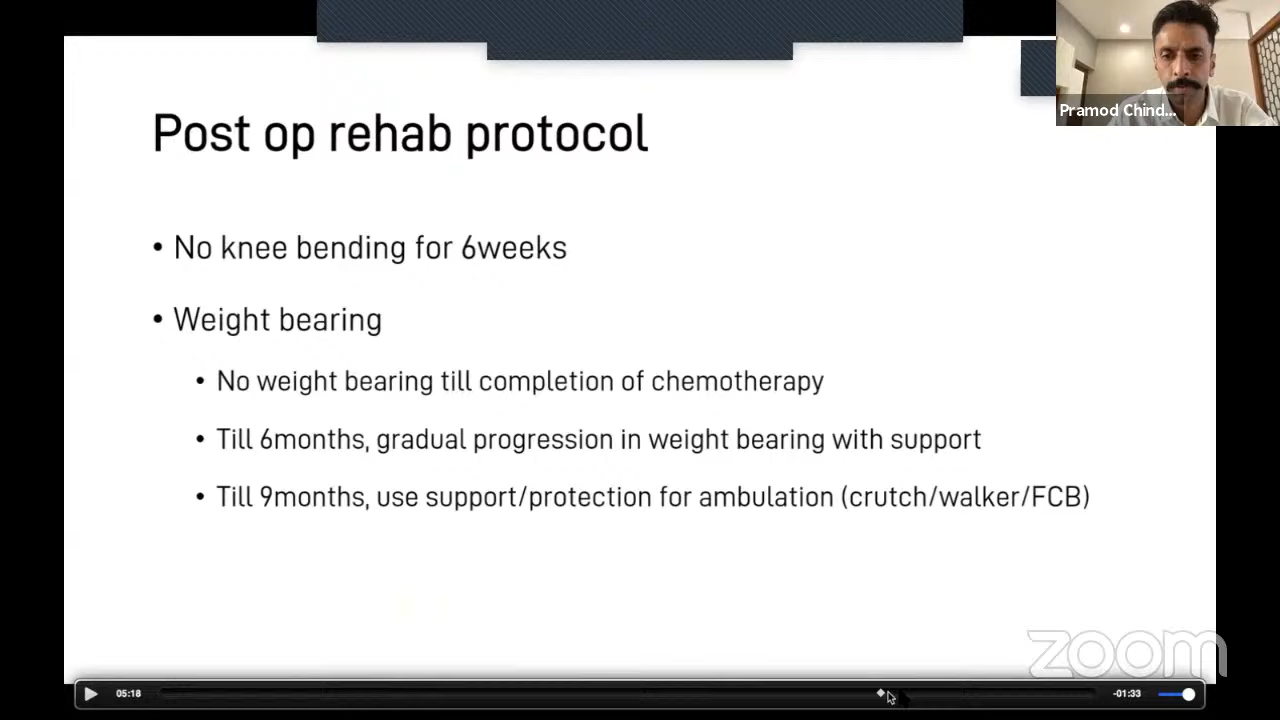 Pramod Chind...
Post op rehab protocol
• No knee bending for 6weeks
• Weight bearing
• No weight bearing till completion of chemotherapy
• Till 6months, gradual progression in weight bearing with support
• Till 9months, use support/protection for ambulation (crutch/walker/FCB)
zoom
05:18
-01:33